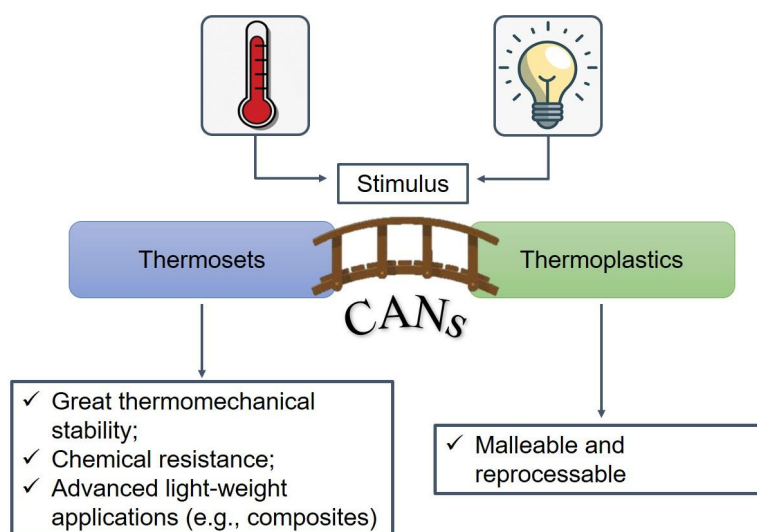 Stimulus
Thermosets
Thermoplastics
CANs
✓ Great thermomechanical
stability;
✓ Chemical resistance;
✓ Advanced light-weight
applications (e.g., composites)
✓ Malleable and
reprocessable